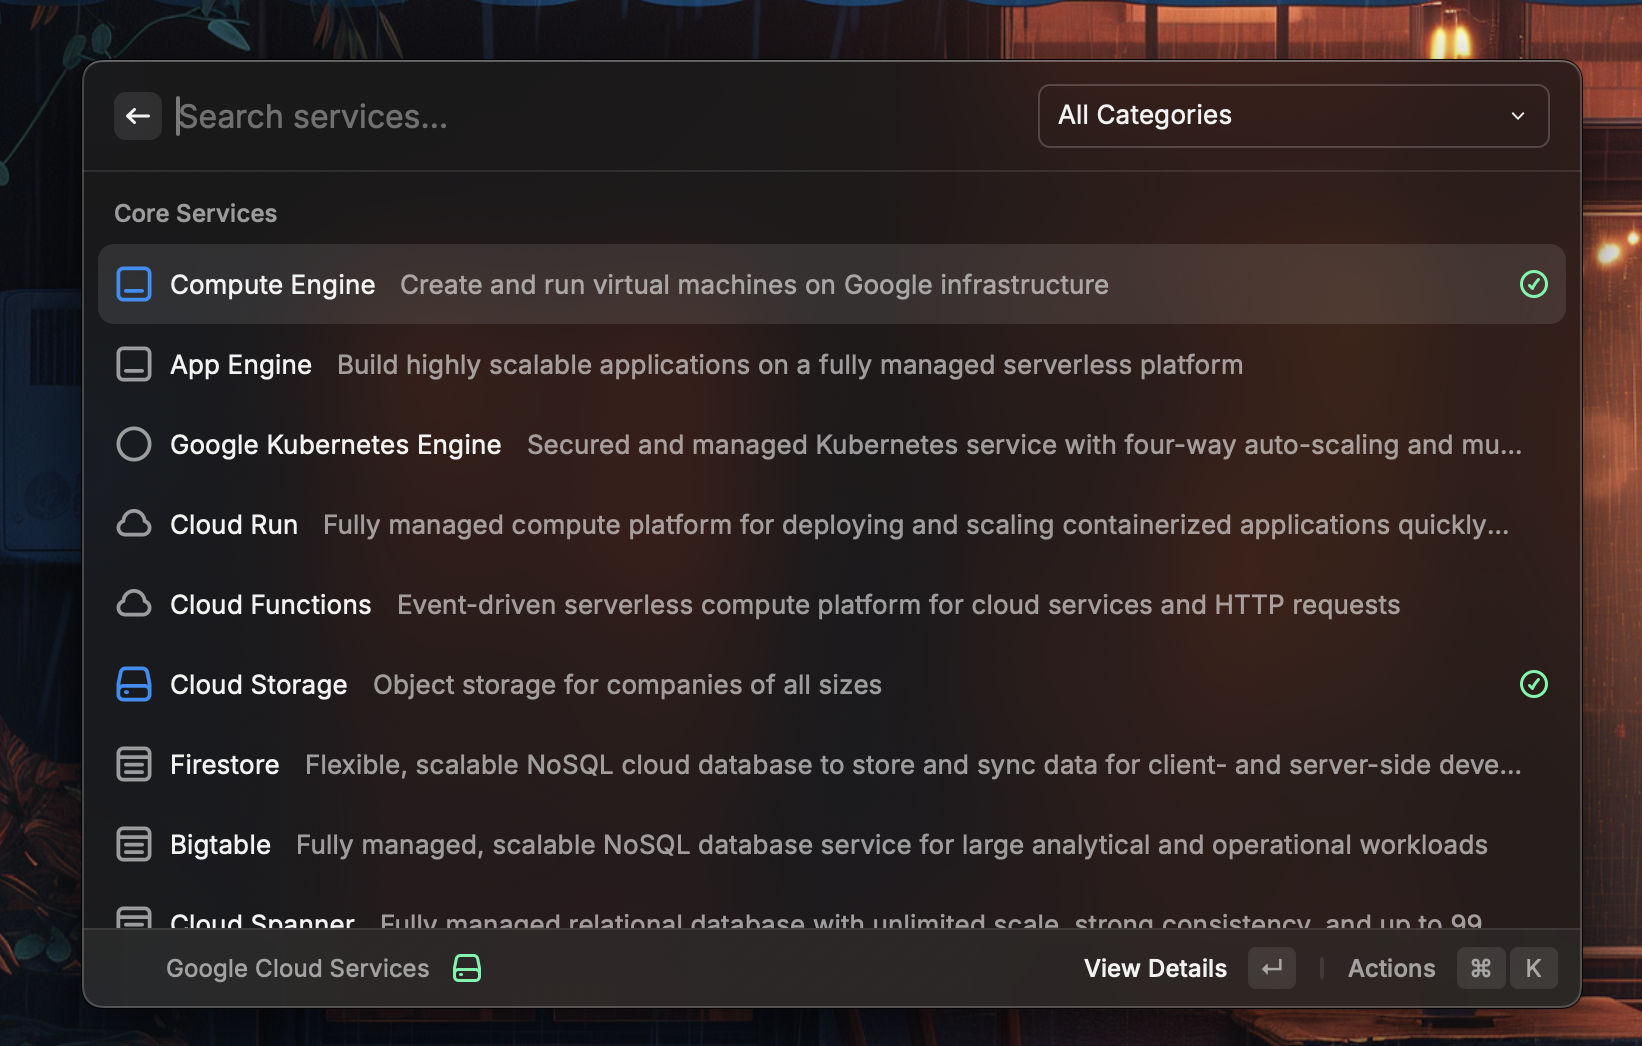 Search services...
All Categories
Core Services
Compute Engine Create and run virtual machines on Google infrastructure
App Engine Build highly scalable applications on a fully managed serverless platform
Google Kubernetes Engine Secured and managed Kubernetes service with four-way auto-scaling and mu...
Cloud Run Fully managed compute platform for deploying and scaling containerized applications quickly...
Cloud Functions Event-driven serverless compute platform for cloud services and HTTP requests
Cloud Storage Object storage for companies of all sizes
Firestore Flexible, scalable NoSQL cloud database to store and sync data for client- and server-side deve...
Bigtable Fully managed, scalable NoSQL database service for large analytical and operational workloads
Cloud Spanner Fully managed relational database with unlimited scale, strong consistency, and up to 99
Google Cloud Services
View Details ↵ Actions ⌘ K